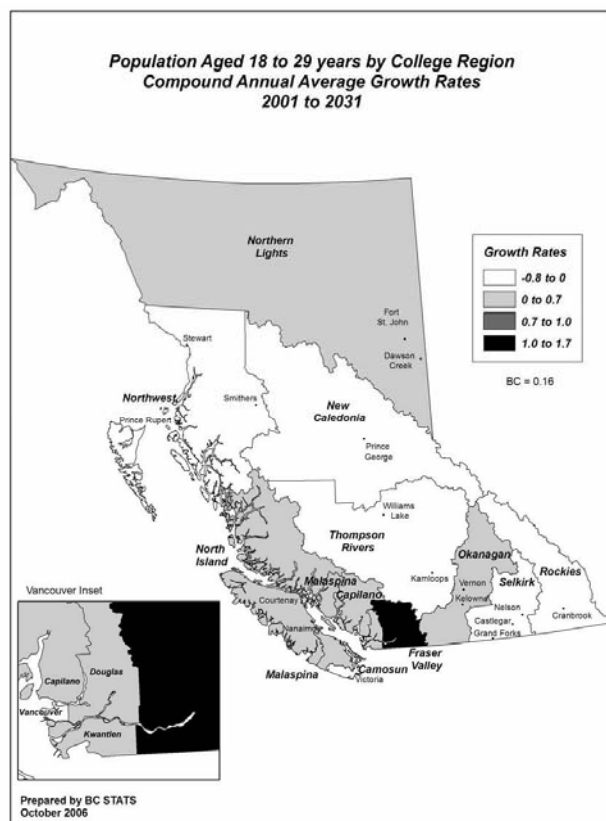 Population Aged 18 to 29 years by College Region
Compound Annual Average Growth Rates
2001 to 2031
Northern
Lights
Growth Rates
-0.8 to 0
0 to 0.7
0.7 to 1.0
1.0 to 1.7
BC = 0.16
Fort
St. John
Dawson
Creek
Stewart
Northwest
Prince Rupert
Smithers
New
Caledonia
Prince
George
Williams
Lake
Thompson
Rivers
North
Island
Okanagan
Rockies
Selkirk
Malaspina
Capilano
Kamloops
Vernon
Kelowna
Courtenay
Nelson
Castlegar
Grand Forks
Cranbrook
Nanaimo
Fraser
Valley
Camosun
Victoria
Malaspina
Vancouver Inset
Douglas
Capilano
Vancouver
Kwantlen
Prepared by BC STATS
October 2006